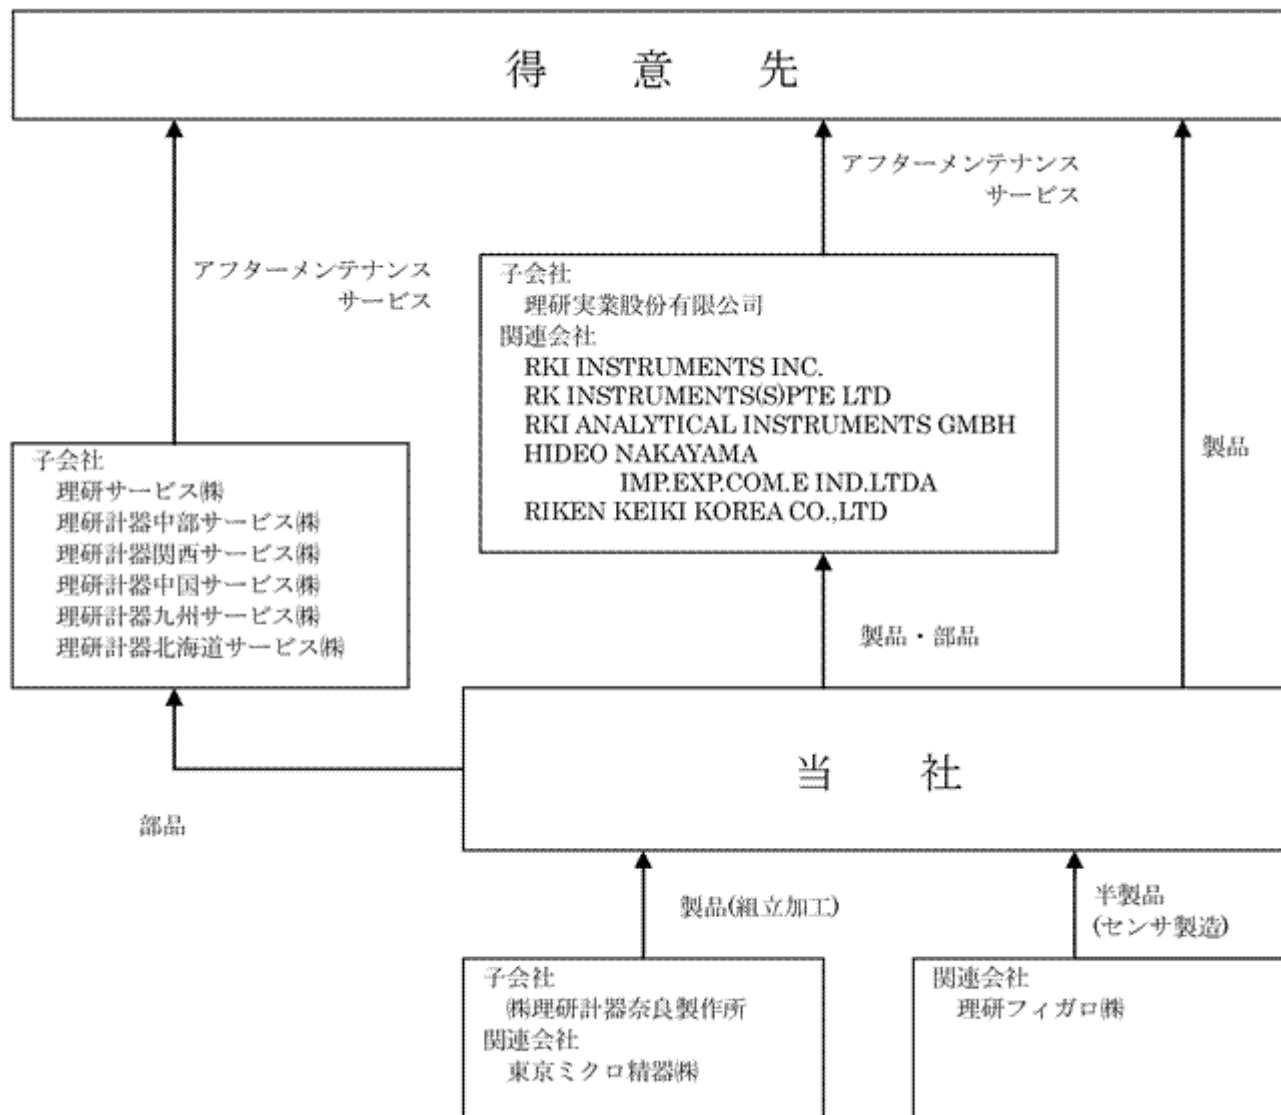 得意先
アフターメンテナンス
サービス
アフターメンテナンス
サービス
製品
子会社
理研実業股份有限公司
関連会社
RKI INSTRUMENTS INC.
RK INSTRUMENTS(S)PTE LTD
RKI ANALYTICAL INSTRUMENTS GMBH
HIDEO NAKAYAMA
IMP.EXP.COM.E IND.LTDA
RIKEN KEIKI KOREA CO.,LTD
子会社
理研サービス㈱
理研計器中部サービス㈱
理研計器関西サービス㈱
理研計器中国サービス㈱
理研計器九州サービス㈱
理研計器北海道サービス㈱
製品・部品
当社
部品
製品(組立加工)
半製品
(センサ製造)
子会社
㈱理研計器奈良製作所
関連会社
東京ミクロ精器㈱
関連会社
理研フィガロ㈱